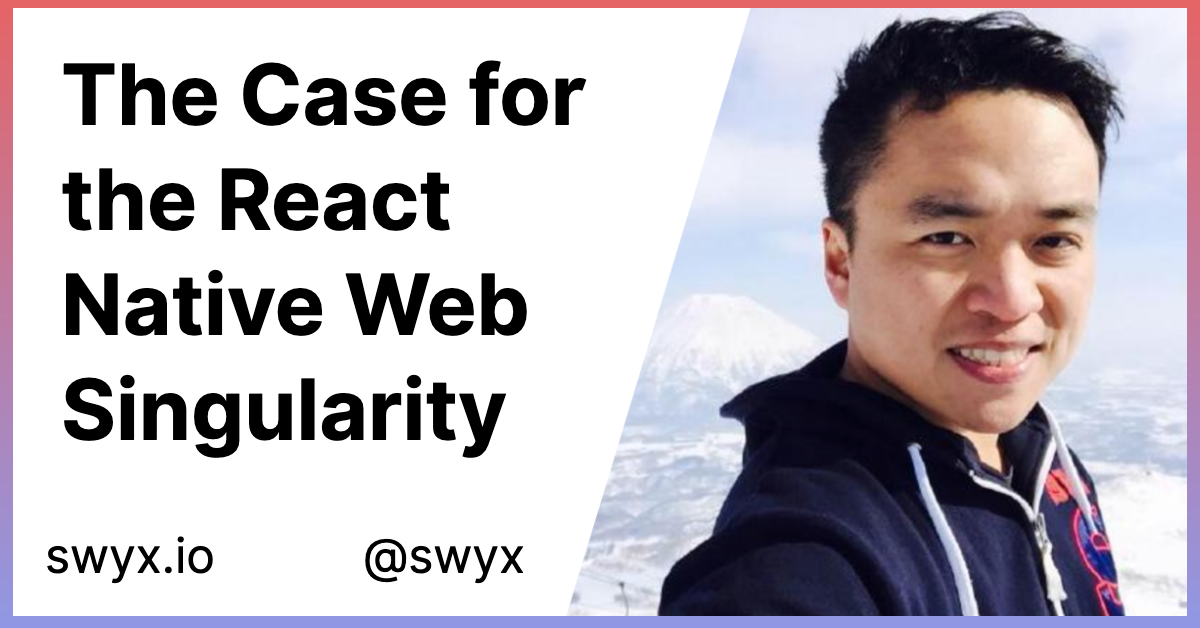 The Case for
the React
Native Web
Singularity
swyx.io
@swyx